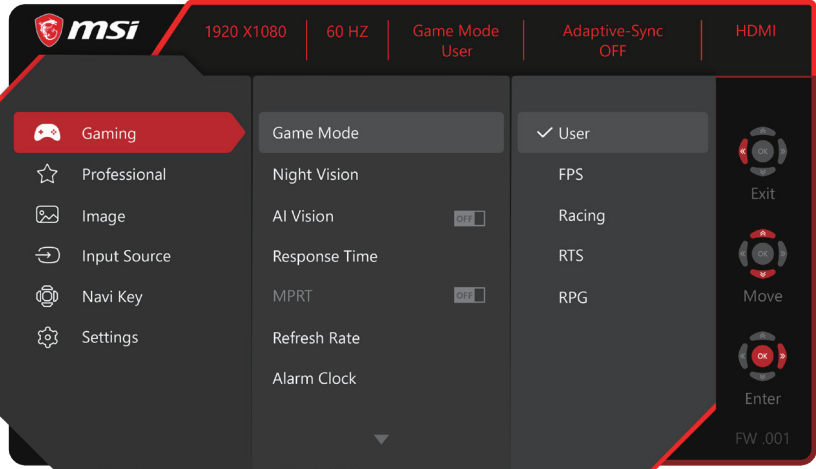 msi
1920 X1080
60 HZ
Game Mode
User
Adaptive-Sync
OFF
HDMI
Gaming
Professional
Image
Input Source
Navi Key
Settings
Game Mode
Night Vision
AI Vision OFF
Response Time
MPRT OFF
Refresh Rate
Alarm Clock
User
FPS
Racing
RTS
RPG
OK
Exit
OK
Move
OK
Enter
FW .001